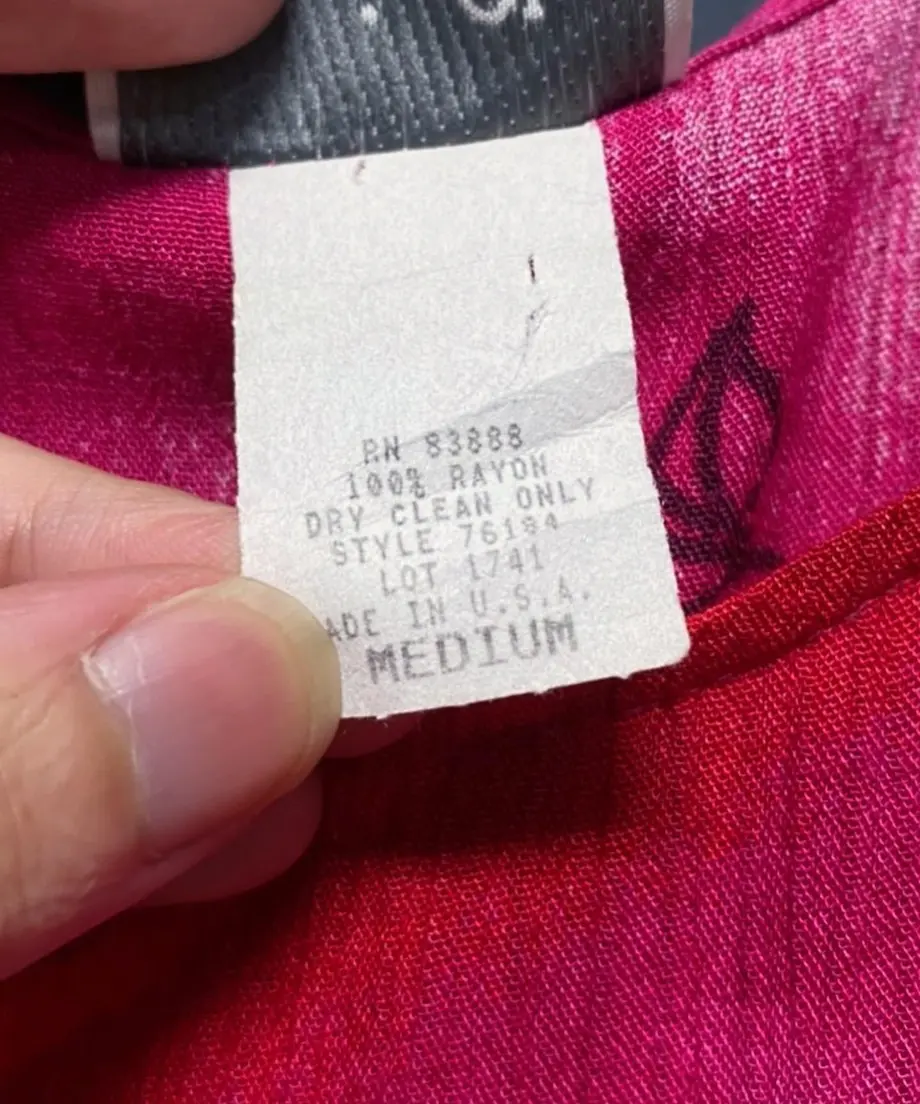 RN 83888
100% RAYON
DRY CLEAN ONLY
STYLE 76184
LOT 1741
ADE IN U.S.A.
MEDIUM